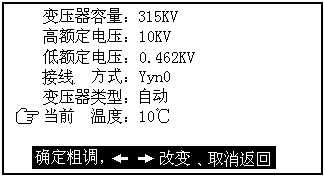 变压器容量：315KV
高额定电压：10KV
低额定电压：0.462KV
接线 方式：Yyn0
变压器类型：自动
当前 温度：10℃
确定粗调，← →改变、取消返回